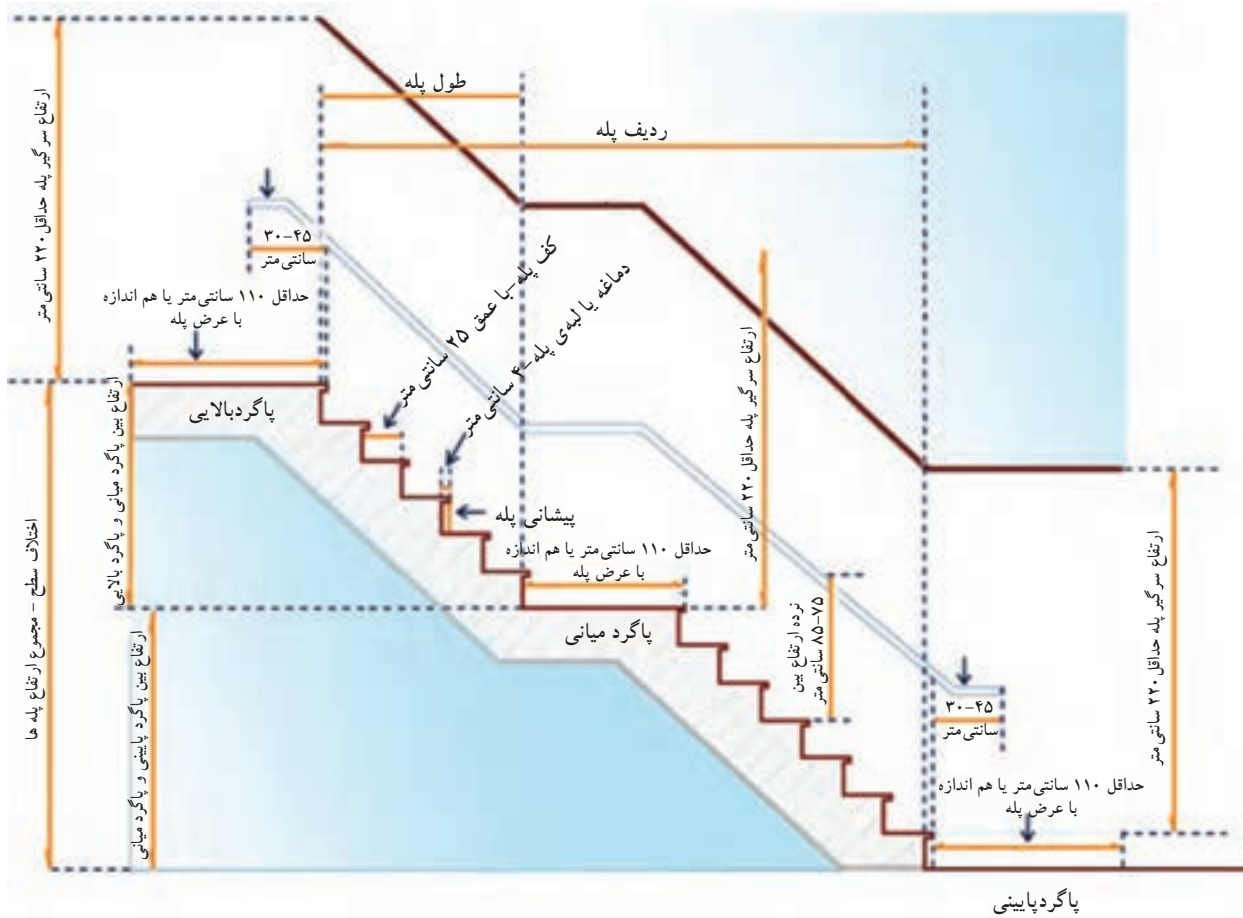 طول پله
ردیف پله
ارتفاع سرگیر پله حداقل ۲۲۰ سانتی‌متر
۳۰-۴۵
سانتی‌متر
حداقل ۱۱۰ سانتی‌متر یا هم اندازه
با عرض پله
کف پله-با عمق ۲۵ سانتی متر
دماغه یا لبه‌ی پله-۴ سانتی متر
ارتفاع سرگیر پله حداقل ۲۲۰ سانتی‌متر
پاگردبالایی
ارتفاع بین پاگرد میانی و پاگرد بالایی
پیشانی پله
حداقل ۱۱۰ سانتی‌متر یا هم اندازه
با عرض پله
پاگرد میانی
نرده ارتفاع بین
۸۵-۷۵ سانتی متر
اختلاف سطح - مجموع ارتفاع پله ها
ارتفاع بین پاگرد پایینی و پاگرد میانی
ارتفاع سرگیر پله حداقل ۲۲۰ سانتی‌متر
۳۰-۴۵
سانتی‌متر
حداقل ۱۱۰ سانتی‌متر یا هم اندازه
با عرض پله
پاگردپایینی